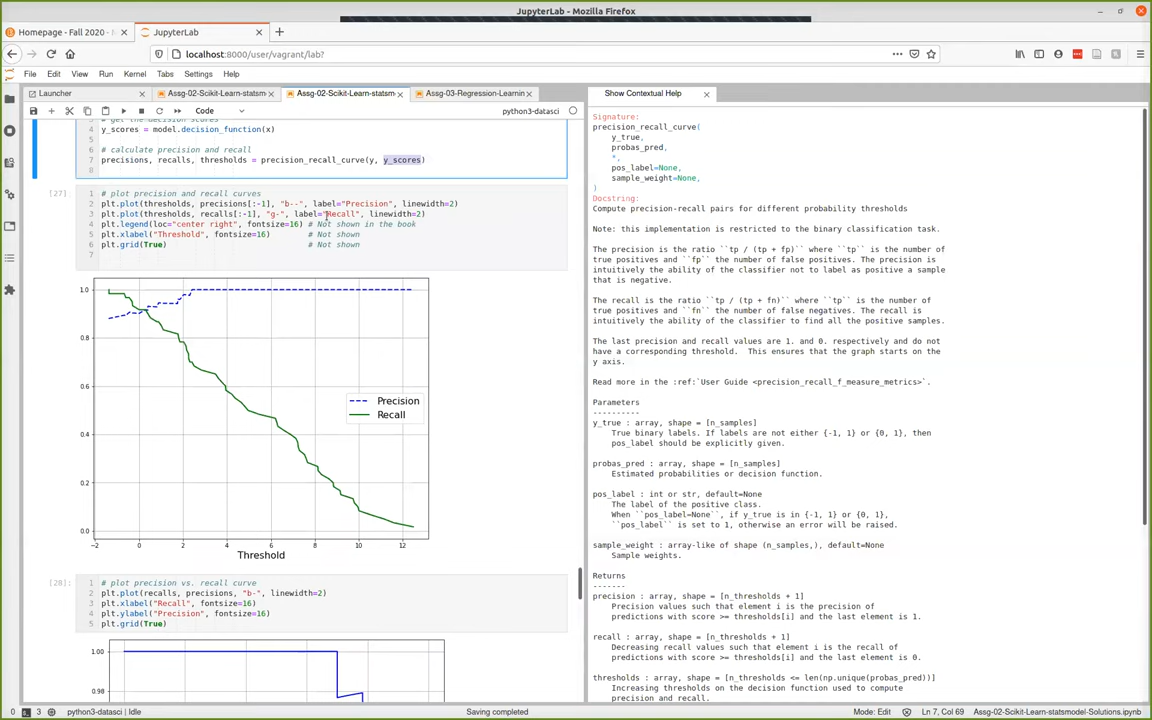 JupyterLab - Mozilla Firefox
Homepage - Fall 2020 -
JupyterLab
localhost:8000/user/vagrant/lab?
File Edit View Run Kernel Tabs Settings Help
Launcher
Assg-02-Scikit-Learn-statsm
Assg-02-Scikit-Learn-statsm
Assg-03-Regression-Learnin
Code
python3-datasci
# get the decision scores
4 y_scores = model.decision_function(x)
5
6 # calculate precision and recall
7 precisions, recalls, thresholds = precision_recall_curve(y, y_scores)
8
[27]:
1 # plot precision and recall curves
2 plt.plot(thresholds, precisions[:-1], "b--", label="Precision", linewidth=2)
3 plt.plot(thresholds, recalls[:-1], "g-", label="Recall", linewidth=2)
4 plt.legend(loc="center right", fontsize=16) # Not shown in the book
5 plt.xlabel("Threshold", fontsize=16) # Not shown
6 plt.grid(True) # Not shown
7
1.0
0.8
0.6
0.4
0.2
0.0
Precision
Recall
−2 0 2 4 6 8 10 12
Threshold
[28]:
1 # plot precision vs. recall curve
2 plt.plot(recalls, precisions, "b-", linewidth=2)
3 plt.xlabel("Recall", fontsize=16)
4 plt.ylabel("Precision", fontsize=16)
5 plt.grid(True)
1.00
0.98
Show Contextual Help
Signature:
precision_recall_curve(
y_true,
probas_pred,
*,
pos_label=None,
sample_weight=None,
)
Docstring:
Compute precision-recall pairs for different probability thresholds
Note: this implementation is restricted to the binary classification task.
The precision is the ratio ``tp / (tp + fp)`` where ``tp`` is the number of
true positives and ``fp`` the number of false positives. The precision is
intuitively the ability of the classifier not to label as positive a sample
that is negative.
The recall is the ratio ``tp / (tp + fn)`` where ``tp`` is the number of
true positives and ``fn`` the number of false negatives. The recall is
intuitively the ability of the classifier to find all the positive samples.
The last precision and recall values are 1. and 0. respectively and do not
have a corresponding threshold. This ensures that the graph starts on the
y axis.
Read more in the :ref:`User Guide <precision_recall_f_measure_metrics>`.
Parameters
----------
y_true : array, shape = [n_samples]
True binary labels. If labels are not either {-1, 1} or {0, 1}, then
pos_label should be explicitly given.
probas_pred : array, shape = [n_samples]
Estimated probabilities or decision function.
pos_label : int or str, default=None
The label of the positive class.
When ``pos_label=None``, if y_true is in {-1, 1} or {0, 1},
``pos_label`` is set to 1, otherwise an error will be raised.
sample_weight : array-like of shape (n_samples,), default=None
Sample weights.
Returns
-------
precision : array, shape = [n_thresholds + 1]
Precision values such that element i is the precision of
predictions with score >= thresholds[i] and the last element is 1.
recall : array, shape = [n_thresholds + 1]
Decreasing recall values such that element i is the recall of
predictions with score >= thresholds[i] and the last element is 0.
thresholds : array, shape = [n_thresholds <= len(np.unique(probas_pred))]
Increasing thresholds on the decision function used to compute
precision and recall.
0 3 python3-datasci | Idle
Saving completed
Mode: Edit
Ln 7, Col 69
Assg-02-Scikit-Learn-statsmodel-Solutions.ipynb